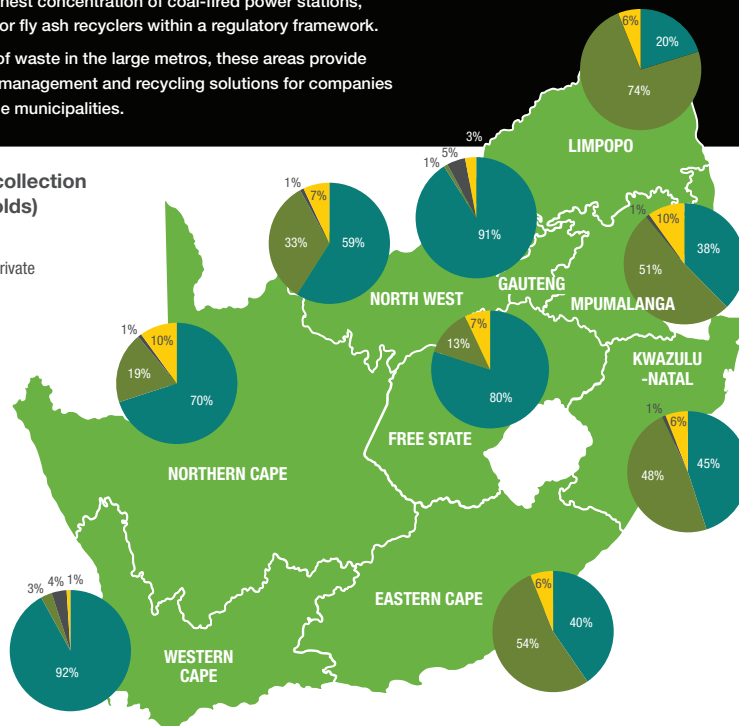 nest concentration of coal-fired power stations,
or fly ash recyclers within a regulatory framework.
of waste in the large metros, these areas provide
management and recycling solutions for companies
e municipalities.
collection
olds)
rivate
6%
20%
74%
LIMPOPO
3%
5%
1%
91%
GAUTENG
1%
7%
33%
59%
NORTH WEST
1%
10%
38%
51%
MPUMALANGA
1%
10%
19%
70%
NORTHERN CAPE
7%
13%
80%
FREE STATE
KWAZULU
-NATAL
1%
6%
45%
48%
EASTERN CAPE
6%
40%
54%
3%
4%
1%
92%
WESTERN
CAPE